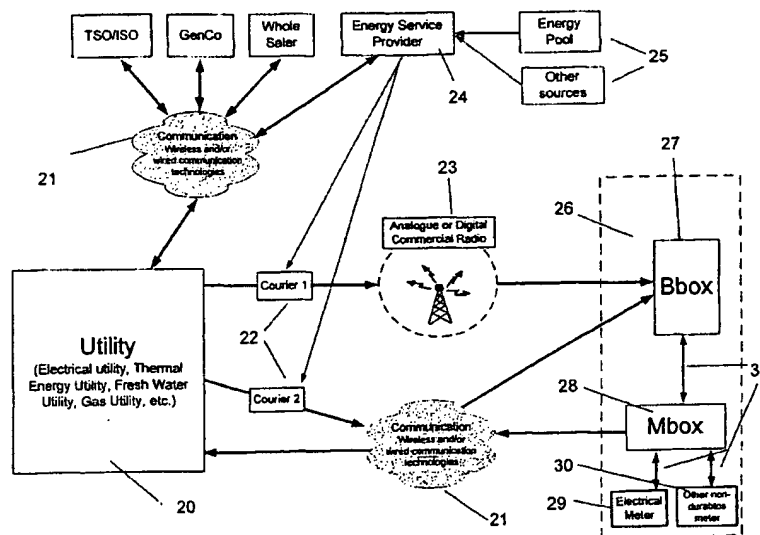 TSO/ISO
GenCo
Whole
Saler
Energy Service
Provider
Energy
Pool
Other
sources
25
24
Communication
Wireless and/or
wired communication
technologies
21
27
23
26
Analogue or Digital
Commercial Radio
Courier 1
Bbox
22
Utility
(Electrical utility, Thermal
Energy Utility, Fresh Water
Utility, Gas Utility, etc.)
Courier 2
28
3
Communication
Wireless and/or
wired communication
technologies
Mbox
30
20
21
29
Electrical
Meter
Other non-
durables
meter